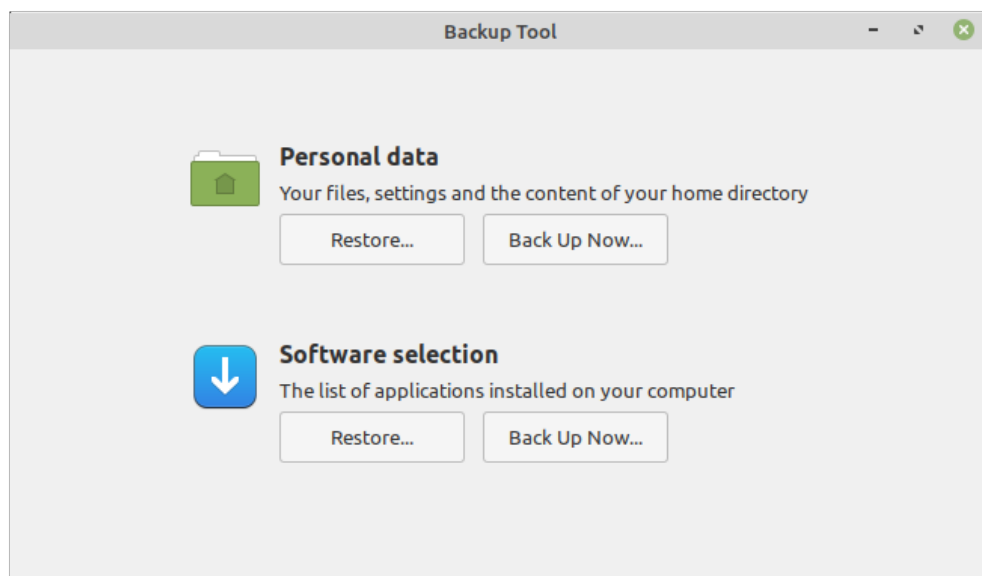 Backup Tool
Personal data
Your files, settings and the content of your home directory
Restore... Back Up Now...
Software selection
The list of applications installed on your computer
Restore... Back Up Now...